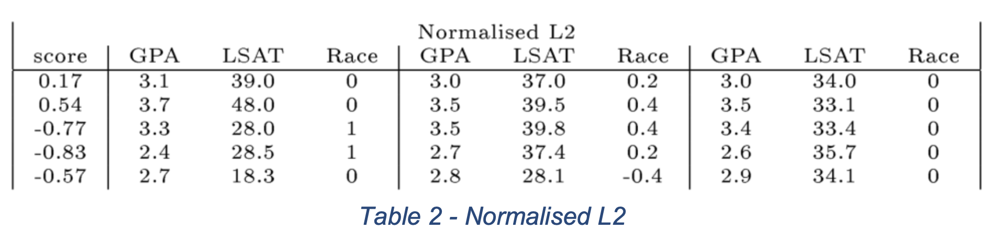 Normalised L2
score GPA LSAT Race GPA LSAT Race GPA LSAT Race
0.17 3.1 39.0 0 3.0 37.0 0.2 3.0 34.0 0
0.54 3.7 48.0 0 3.5 39.5 0.4 3.5 33.1 0
-0.77 3.3 28.0 1 3.5 39.8 0.4 3.4 33.4 0
-0.83 2.4 28.5 1 2.7 37.4 0.2 2.6 35.7 0
-0.57 2.7 18.3 0 2.8 28.1 -0.4 2.9 34.1 0
Table 2 - Normalised L2